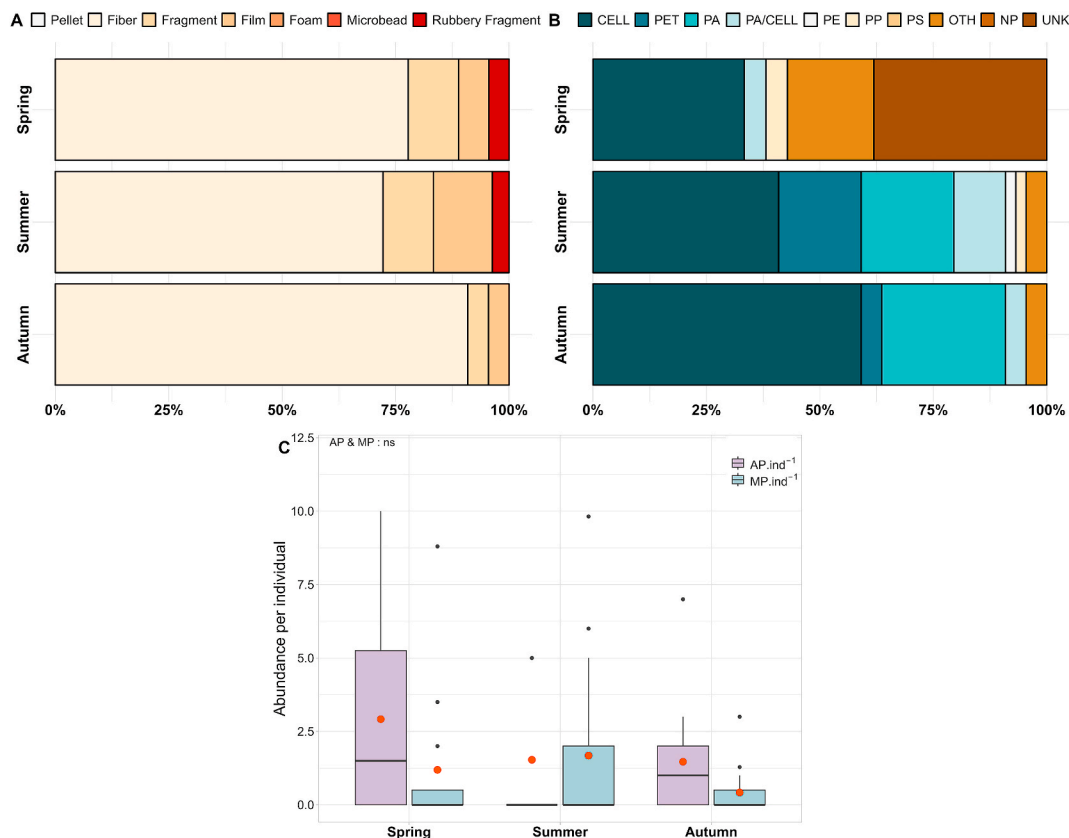 A Pellet Fiber Fragment Film Foam Microbead Rubbery Fragment
Spring
Summer
Autumn
0% 25% 50% 75% 100%
B CELL PET PA PA/CELL PE PP PS OTH NP UNK
Spring
Summer
Autumn
0% 25% 50% 75% 100%
C
AP & MP : ns
AP.ind⁻¹
MP.ind⁻¹
Abundance per individual
12.5
10.0
7.5
5.0
2.5
0.0
Spring Summer Autumn